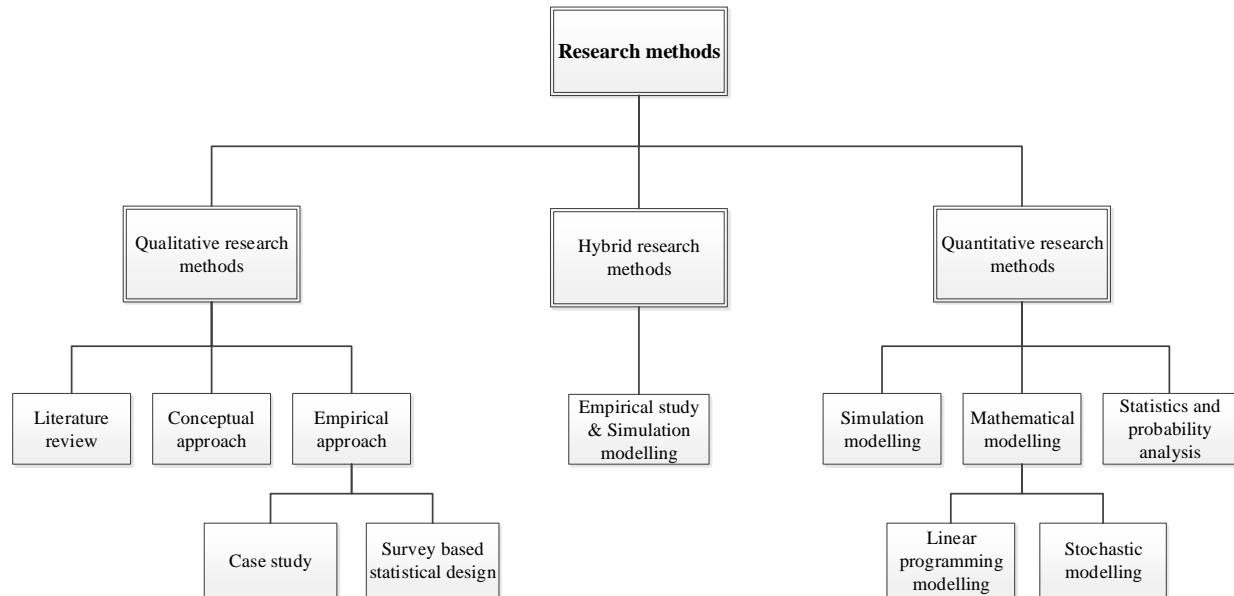 Research methods
Qualitative research
methods
Hybrid research
methods
Quantitative research
methods
Literature
review
Conceptual
approach
Empirical
approach
Empirical study
& Simulation
modelling
Simulation
modelling
Mathematical
modelling
Statistics and
probability
analysis
Case study
Survey based
statistical design
Linear
programming
modelling
Stochastic
modelling